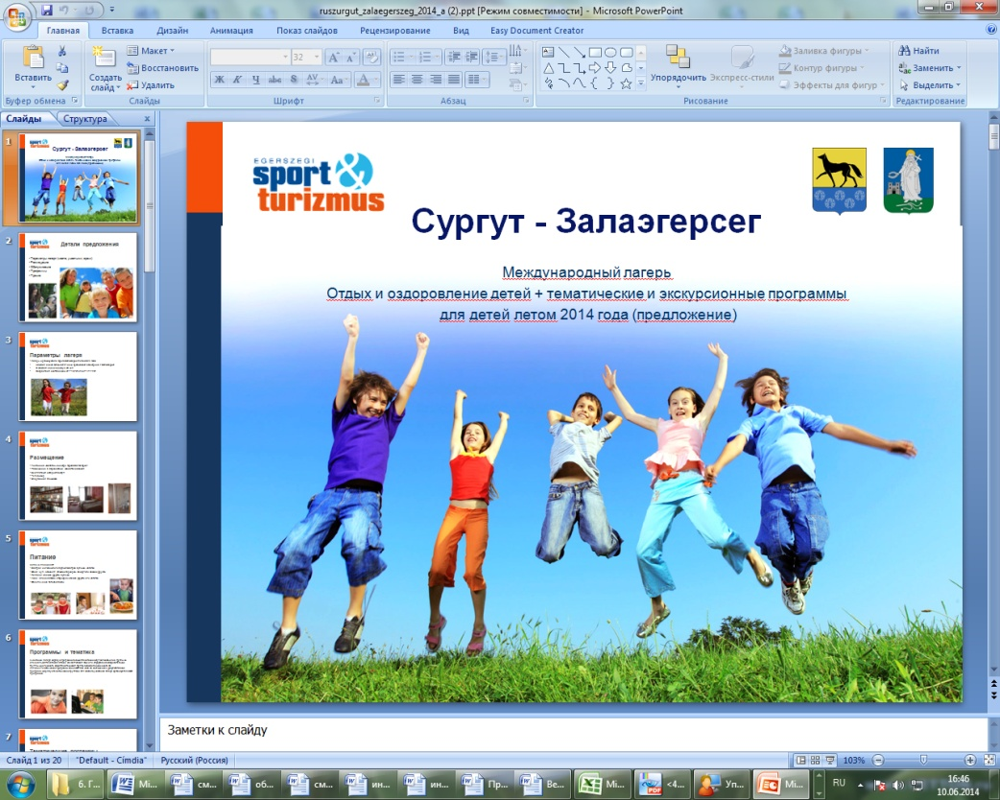 ruszurgut_zalaegerszeg_2014_a (2).ppt [Режим совместимости] - Microsoft PowerPoint
Главная Вставка Дизайн Анимация Показ слайдов Рецензирование Вид Easy Document Creator
Вставить
Буфер обмена
Создать слайд
Макет
Восстановить
Удалить
Слайды
32
Ж К Ч abe S AV Aa A
Шрифт
Абзац
Упорядочить
Экспресс-стили
Заливка фигуры
Контур фигуры
Эффекты для фигур
Рисование
Найти
Заменить
Выделить
Редактирование
Слайды Структура
1
Сургут - Залаэгерсег
2
Детали предложения
3
Параметры лагеря
4
Размещение
5
Питание
6
Программы и тематика
7
EGERSZEGI
sport &
turizmus
Сургут - Залаэгерсег
Международный лагерь
Отдых и оздоровление детей + тематические и экскурсионные программы
для детей летом 2014 года (предложение)
Заметки к слайду
Слайд 1 из 20 "Default - Címdia" Русский (Россия) 103%
6. Г... Mi... см... об... см... ин... ин... Пр... Ве... Mi... <4... Уп... Mi... RU 16:46
10.06.2014